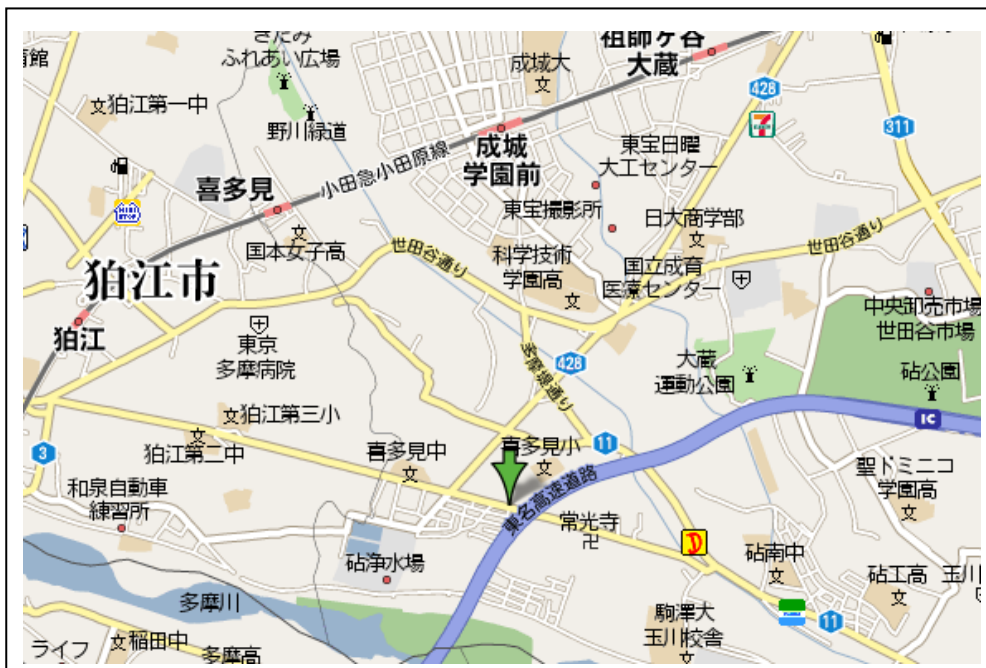 きたみ
ふれあい広場
成城大
祖師ヶ谷
大蔵
428
311
狛江第一中
野川緑道
小田急小田原線
成城
学園前
東宝日曜
大工センター
喜多見
国本女子高
世田谷通り
東宝撮影所
日大商学部
世田谷通り
科学技術
学園高
国立成育
医療センター
狛江市
狛江
東京
多摩病院
中央卸売市場
世田谷市場
多摩堤通り
428
大蔵
運動公園
砧公園
IC
狛江第三小
狛江第二中
喜多見中
喜多見小
11
3
和泉自動車
練習所
東名高速道路
聖ドミニコ
学園高
常光寺
砧浄水場
砧南中
砧工高
多摩川
駒澤大
玉川校舎
11
ライフ
稲田中
多摩高